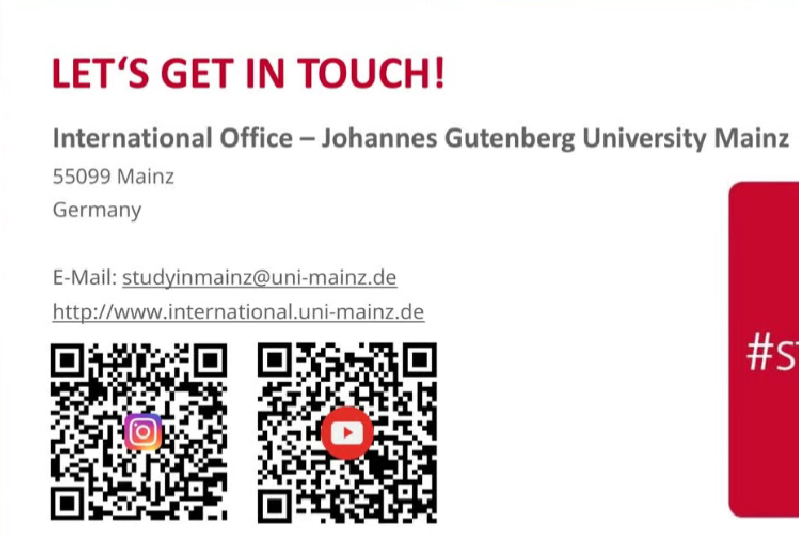 LET‘S GET IN TOUCH!
International Office – Johannes Gutenberg University Mainz
55099 Mainz
Germany
E-Mail: studyinmainz@uni-mainz.de
http://www.international.uni-mainz.de